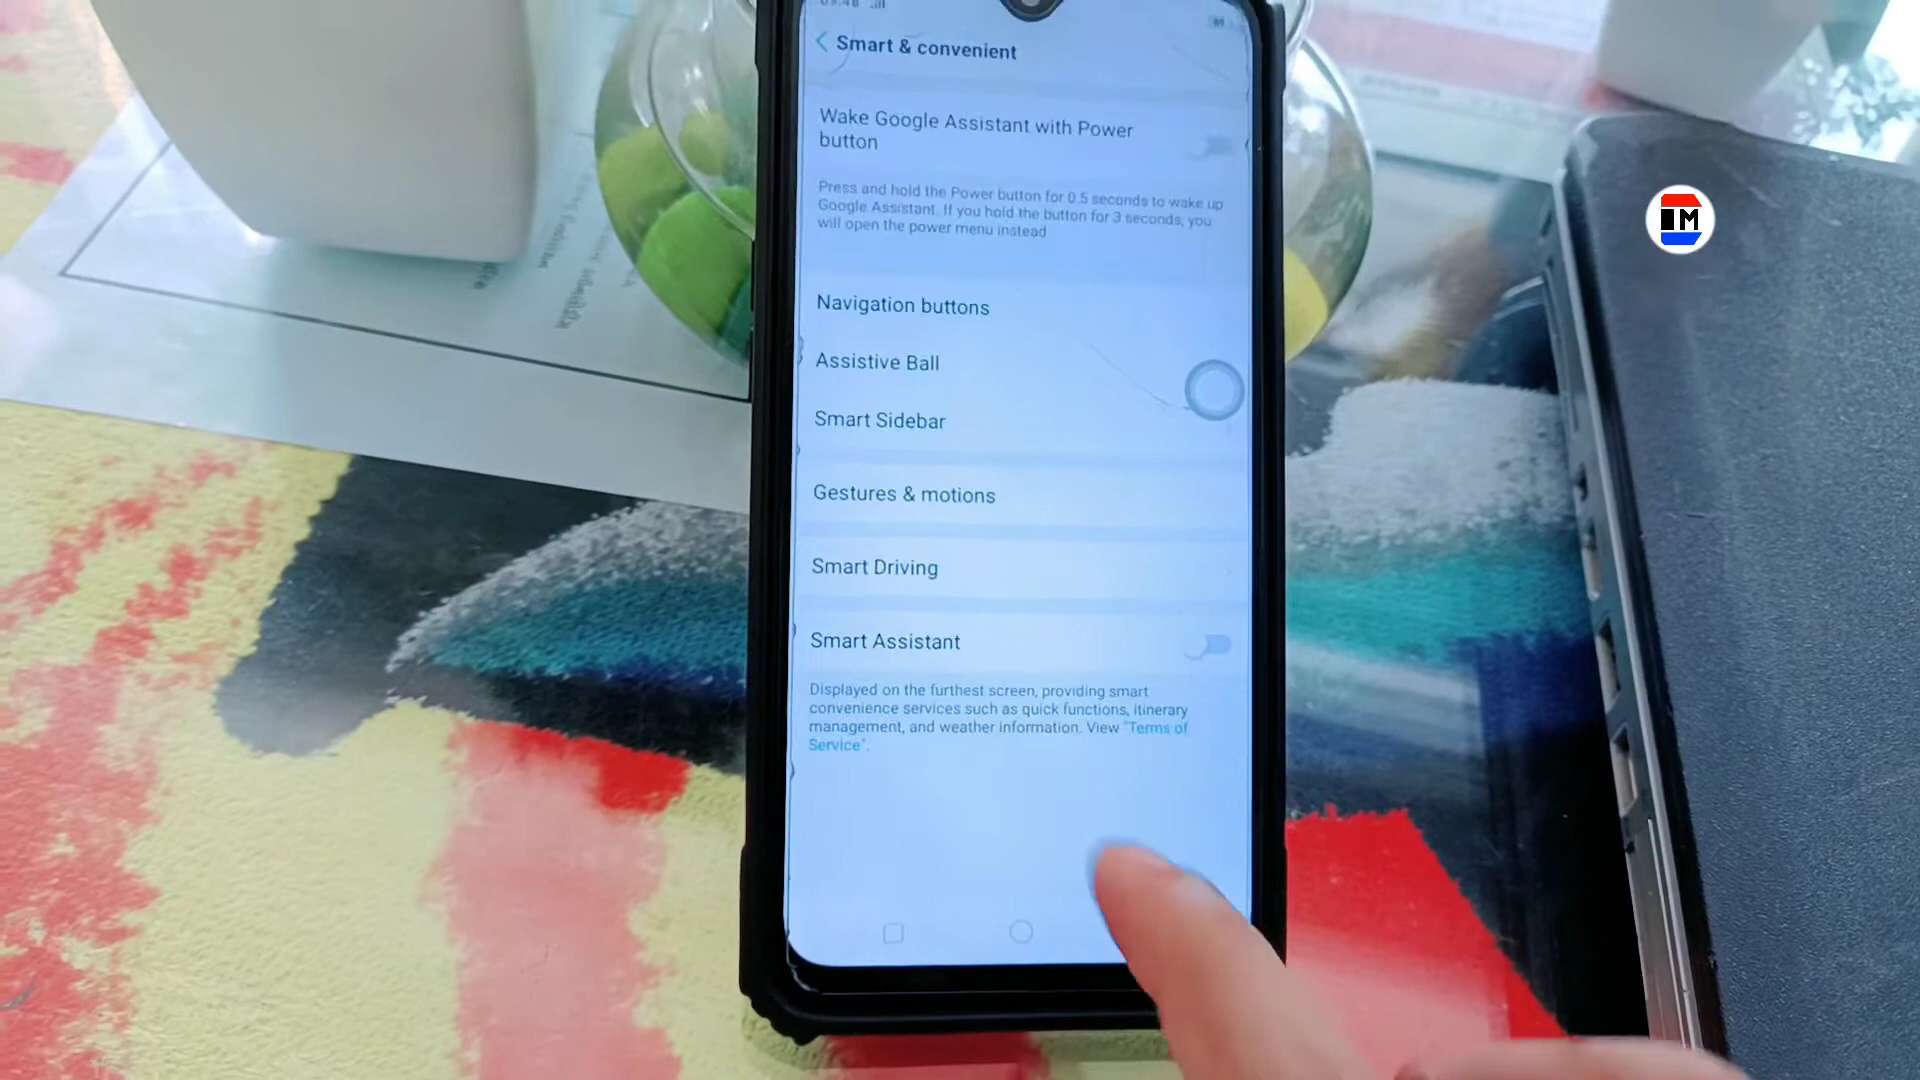 Smart & convenient
Wake Google Assistant with Power
button
Press and hold the Power button for 0.5 seconds to wake up
Google Assistant. If you hold the button for 3 seconds, you
will open the power menu instead
Navigation buttons
Assistive Ball
Smart Sidebar
Gestures & motions
Smart Driving
Smart Assistant
Displayed on the furthest screen, providing smart
convenience services such as quick functions, itinerary
management, and weather information. View "Terms of
Service".